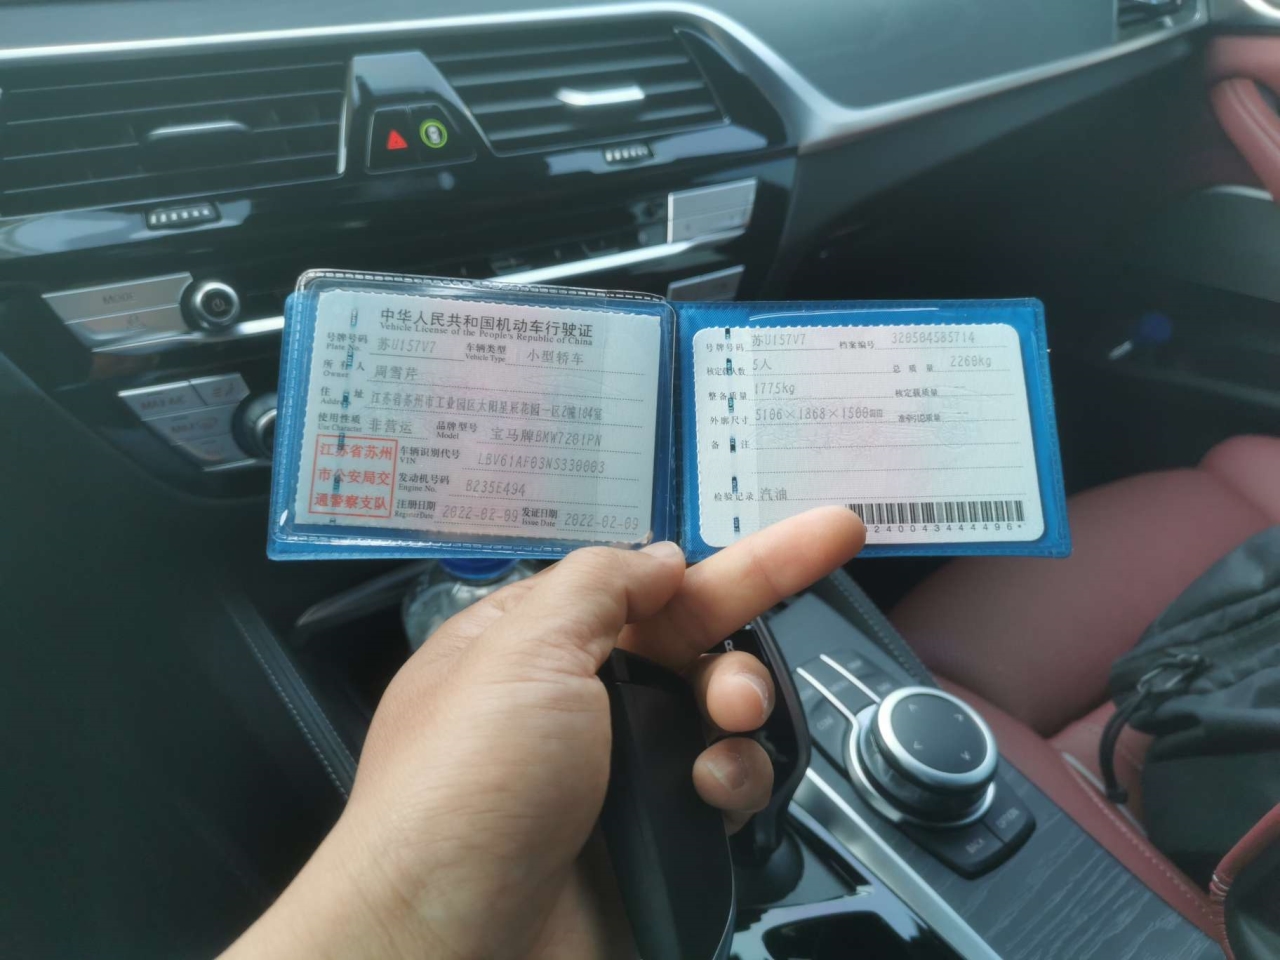 中华人民共和国机动车行驶证
Vehicle License of the People's Republic of China
号牌号码 Plate No. 苏U157V7 车辆类型 Vehicle Type 小型轿车
所有人 Owner 周雪芹
住址 Address 江苏省苏州市工业园区太阳星辰花园一区2幢104室
使用性质 Use Character 非营运 品牌型号 Model 宝马牌BMW7201PN
江苏省苏州
市公安局交
通警察支队
车辆识别代号 VIN LBV61AF03NS330003
发动机号码 Engine No. 8235E494
注册日期 Register Date 2022-02-09 发证日期 Issue Date 2022-02-09
号牌号码 苏U157V7 档案编号 320504585714
核定载人数 5人 总质量 2260kg
整备质量 1775kg 核定载质量
外廓尺寸 5106×1868×1500mm 准牵引总质量
备注
检验记录 汽油
240043444496*
MODE
BACK
OPTION
R